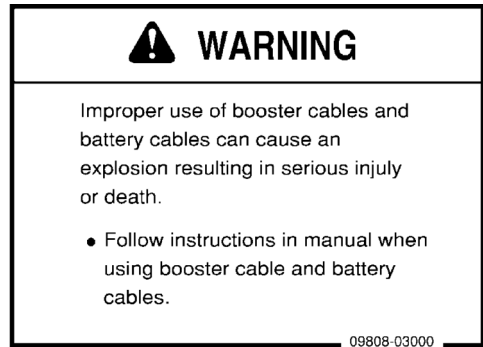 WARNING
Improper use of booster cables and
battery cables can cause an
explosion resulting in serious injuly
or death.
● Follow instructions in manual when
using booster cable and battery
cables.
09808-03000